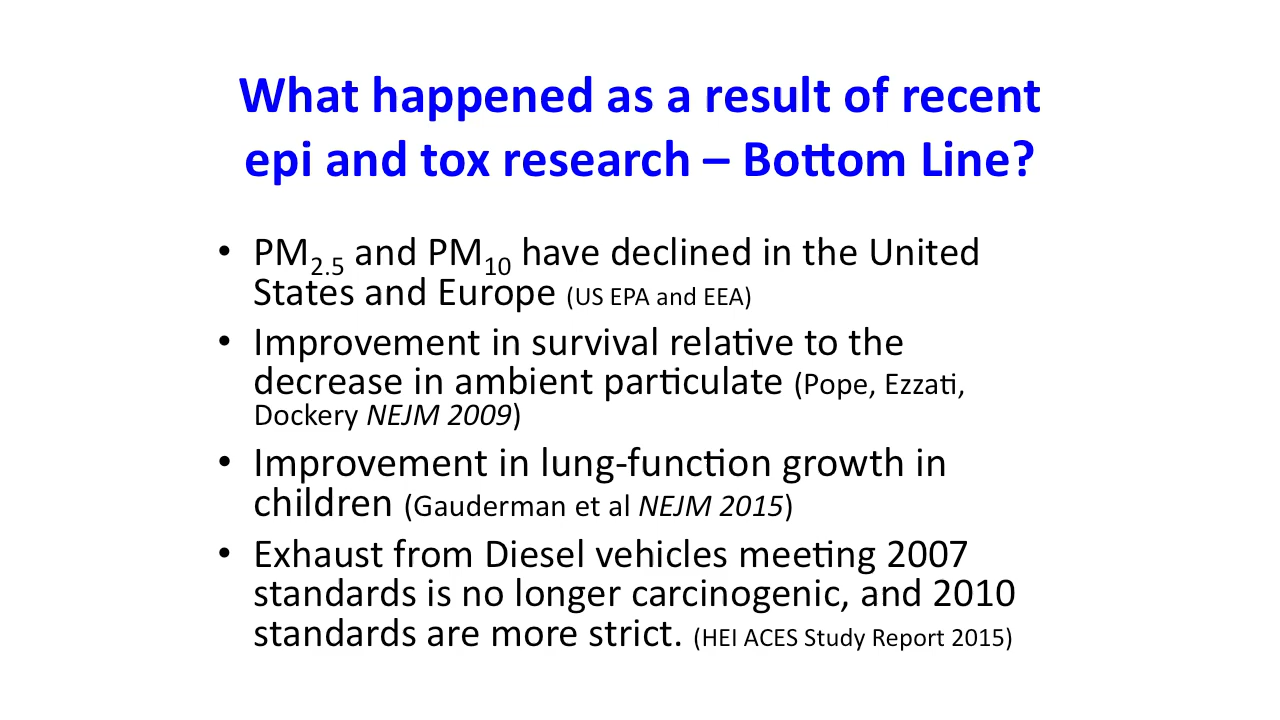 What happened as a result of recent
epi and tox research – Bottom Line?
• PM2.5 and PM10 have declined in the United
States and Europe (US EPA and EEA)
• Improvement in survival relative to the
decrease in ambient particulate (Pope, Ezzati,
Dockery NEJM 2009)
• Improvement in lung-function growth in
children (Gauderman et al NEJM 2015)
• Exhaust from Diesel vehicles meeting 2007
standards is no longer carcinogenic, and 2010
standards are more strict. (HEI ACES Study Report 2015)